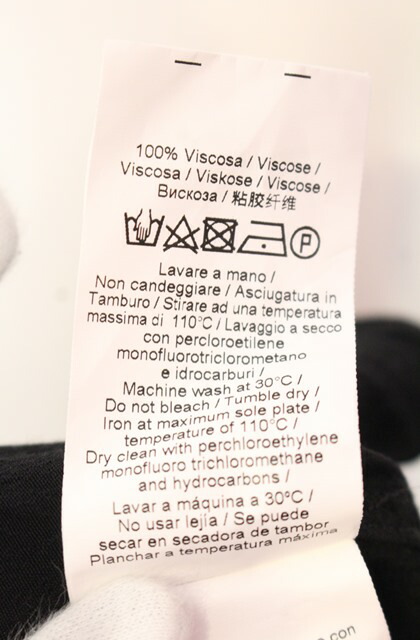 100% Viscosa / Viscose /
Viscosa / Viskose / Viscose /
Вискоза / 粘胶纤维
P
Lavare a mano /
Non candeggiare / Asciugatura in
Tamburo / Stirare ad una temperatura
massima di 110°C / Lavaggio a secco
con percloroetilene
monofluorotriclorometano
e idrocarburi /
Machine wash at 30°C /
Do not bleach / Tumble dry /
Iron at maximum sole plate /
temperature of 110°C /
Dry clean with perchloroethylene
monofluoro trichloromethane
and hydrocarbons /
Lavar a máquina a 30ºC /
No usar lejía / Se puede
secar en secadora de tambor
Planchar a temperatura máxima
con